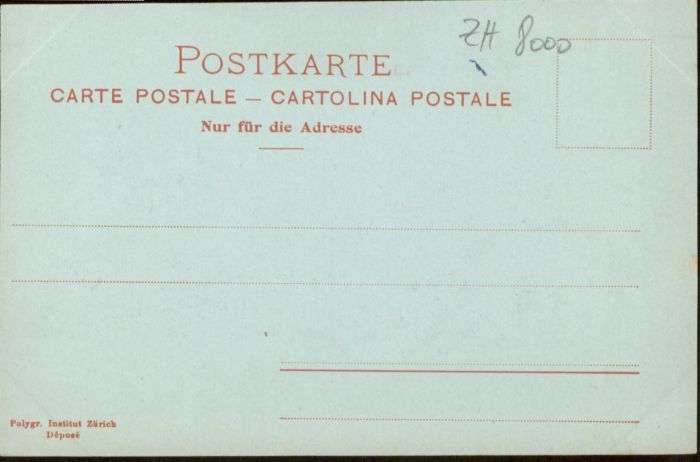 ZH 8000
POSTKARTE
CARTE POSTALE — CARTOLINA POSTALE
Nur für die Adresse
Polygr. Institut Zürich
Déposé